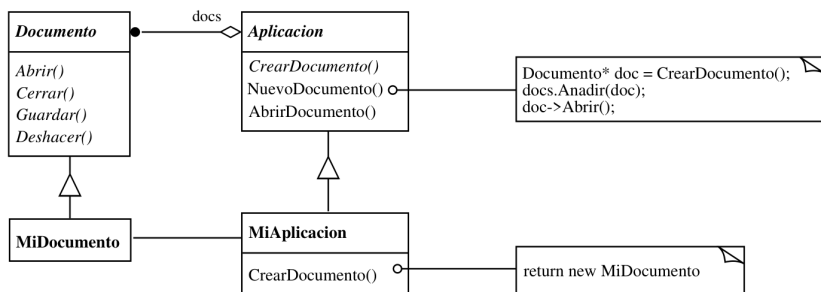 docs
Documento
Abrir()
Cerrar()
Guardar()
Deshacer()
Aplicacion
CrearDocumento()
NuevoDocumento()
AbrirDocumento()
Documento* doc = CrearDocumento();
docs.Anadir(doc);
doc->Abrir();
MiDocumento
MiAplicacion
CrearDocumento()
return new MiDocumento